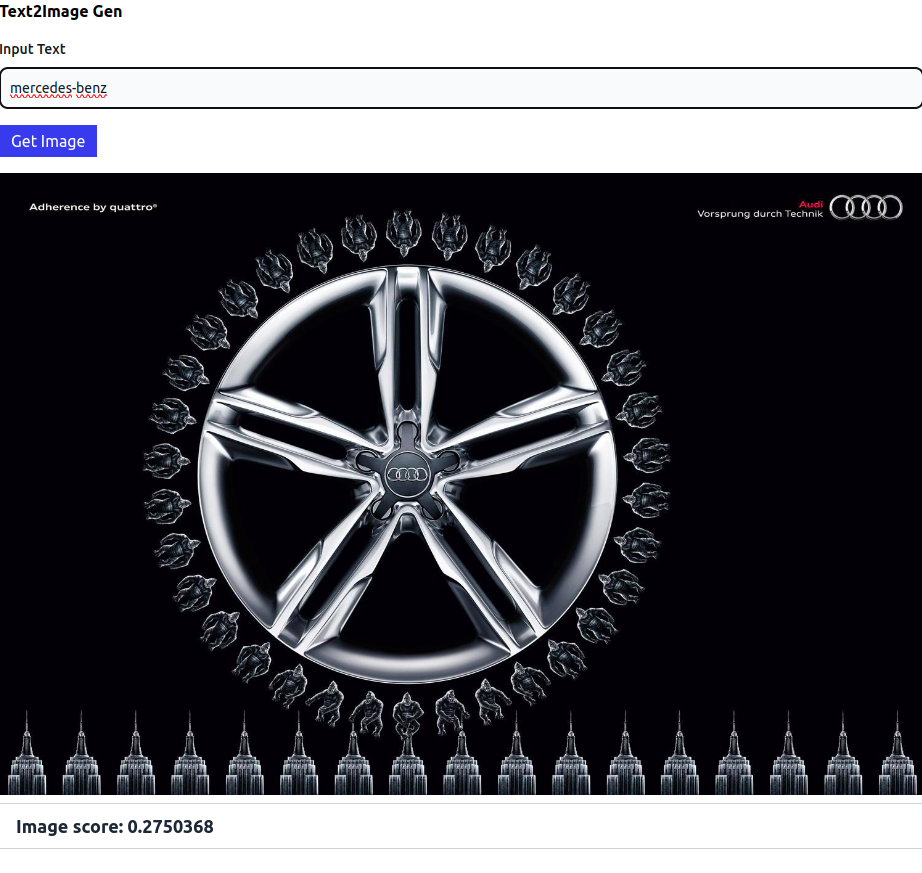 Text2Image Gen
Input Text
mercedes-benz
Get Image
Adherence by quattro®
Audi
Vorsprung durch Technik
Image score: 0.2750368